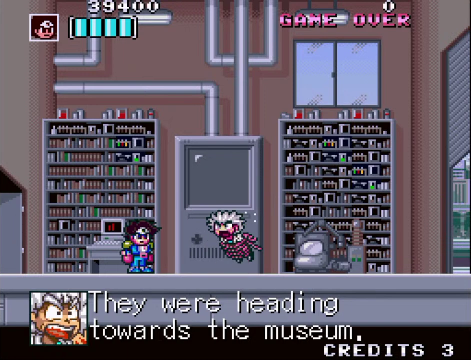 39400
0
GAME OVER
They were heading
towards the museum.
CREDITS 3